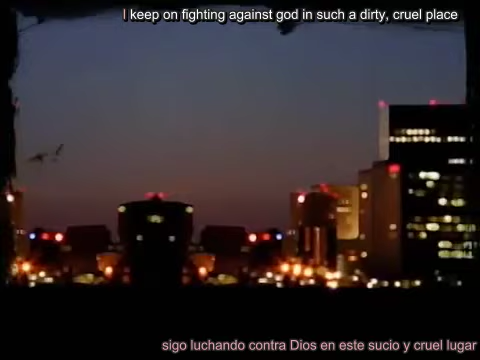 I keep on fighting against god in such a dirty, cruel place
sigo luchando contra Dios en este sucio y cruel lugar